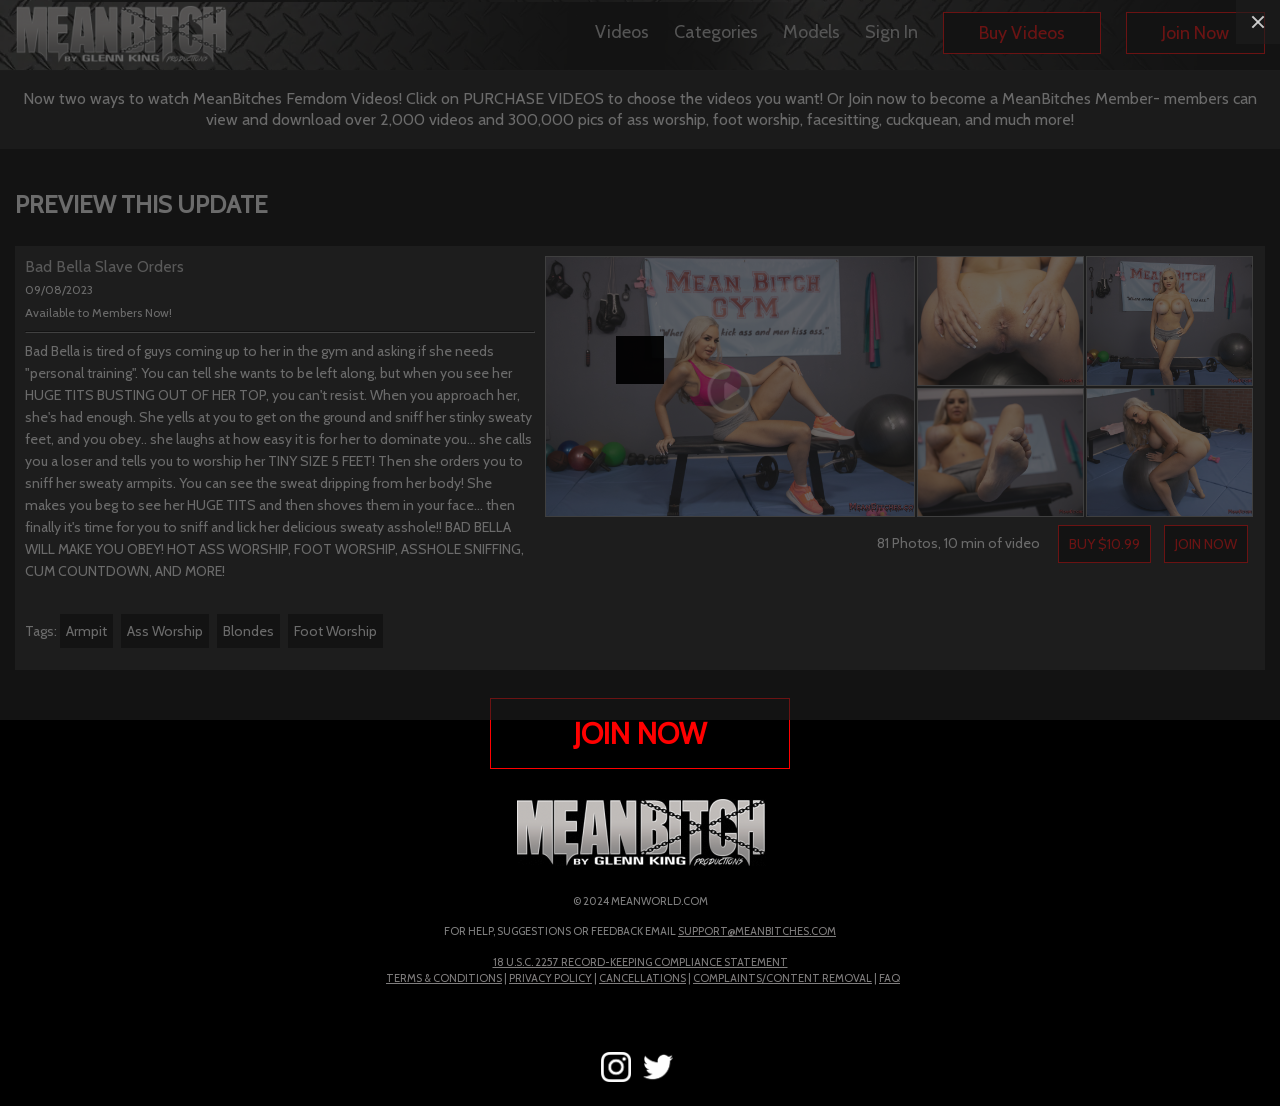 MEANBITCH
BY GLENN KING PRODUCTIONS
Videos Categories Models Sign In Buy Videos Join Now
Now two ways to watch MeanBitches Femdom Videos! Click on PURCHASE VIDEOS to choose the videos you want! Or Join now to become a MeanBitches Member- members can
view and download over 2,000 videos and 300,000 pics of ass worship, foot worship, facesitting, cuckquean, and much more!
PREVIEW THIS UPDATE
Bad Bella Slave Orders
09/08/2023
Available to Members Now!
Bad Bella is tired of guys coming up to her in the gym and asking if she needs
"personal training". You can tell she wants to be left along, but when you see her
HUGE TITS BUSTING OUT OF HER TOP, you can't resist. When you approach her,
she's had enough. She yells at you to get on the ground and sniff her stinky sweaty
feet, and you obey.. she laughs at how easy it is for her to dominate you... she calls
you a loser and tells you to worship her TINY SIZE 5 FEET! Then she orders you to
sniff her sweaty armpits. You can see the sweat dripping from her body! She
makes you beg to see her HUGE TITS and then shoves them in your face... then
finally it's time for you to sniff and lick her delicious sweaty asshole!! BAD BELLA
WILL MAKE YOU OBEY! HOT ASS WORSHIP, FOOT WORSHIP, ASSHOLE SNIFFING,
CUM COUNTDOWN, AND MORE!
Tags: Armpit Ass Worship Blondes Foot Worship
MEAN BITCH
GYM
MEAN BITCH
GYM
81 Photos, 10 min of video BUY $10.99 JOIN NOW
JOIN NOW
MEANBITCH
BY GLENN KING PRODUCTIONS
© 2024 MEANWORLD.COM
FOR HELP, SUGGESTIONS OR FEEDBACK EMAIL SUPPORT@MEANBITCHES.COM
18 U.S.C. 2257 RECORD-KEEPING COMPLIANCE STATEMENT
TERMS & CONDITIONS | PRIVACY POLICY | CANCELLATIONS | COMPLAINTS/CONTENT REMOVAL | FAQ